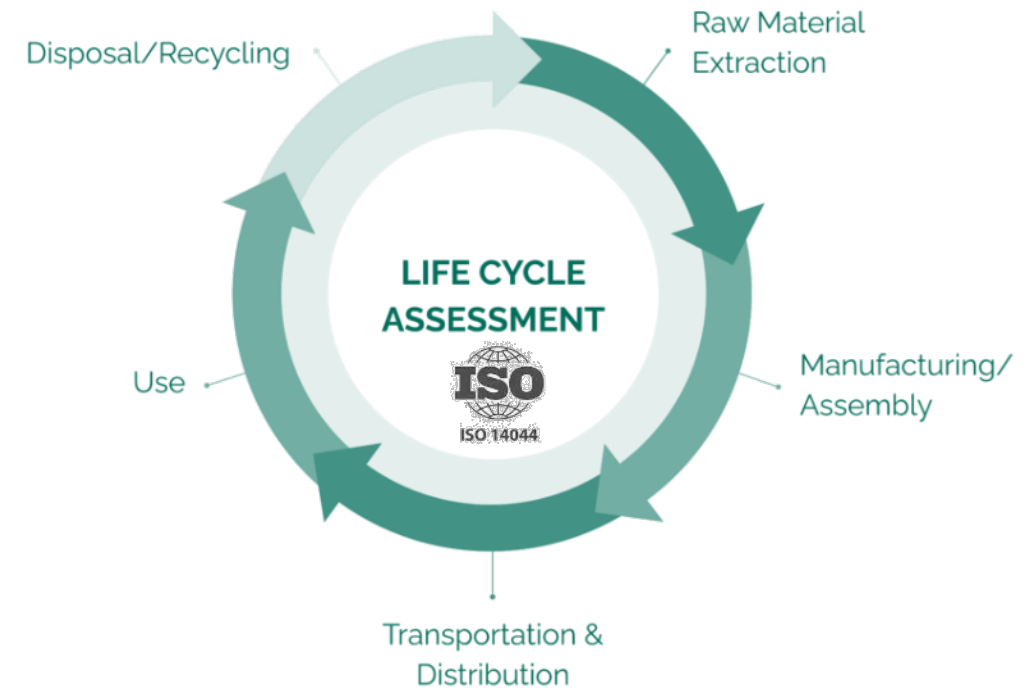 Disposal/Recycling
Raw Material
Extraction
LIFE CYCLE
ASSESSMENT
ISO
ISO 14044
Use
Manufacturing/
Assembly
Transportation &
Distribution